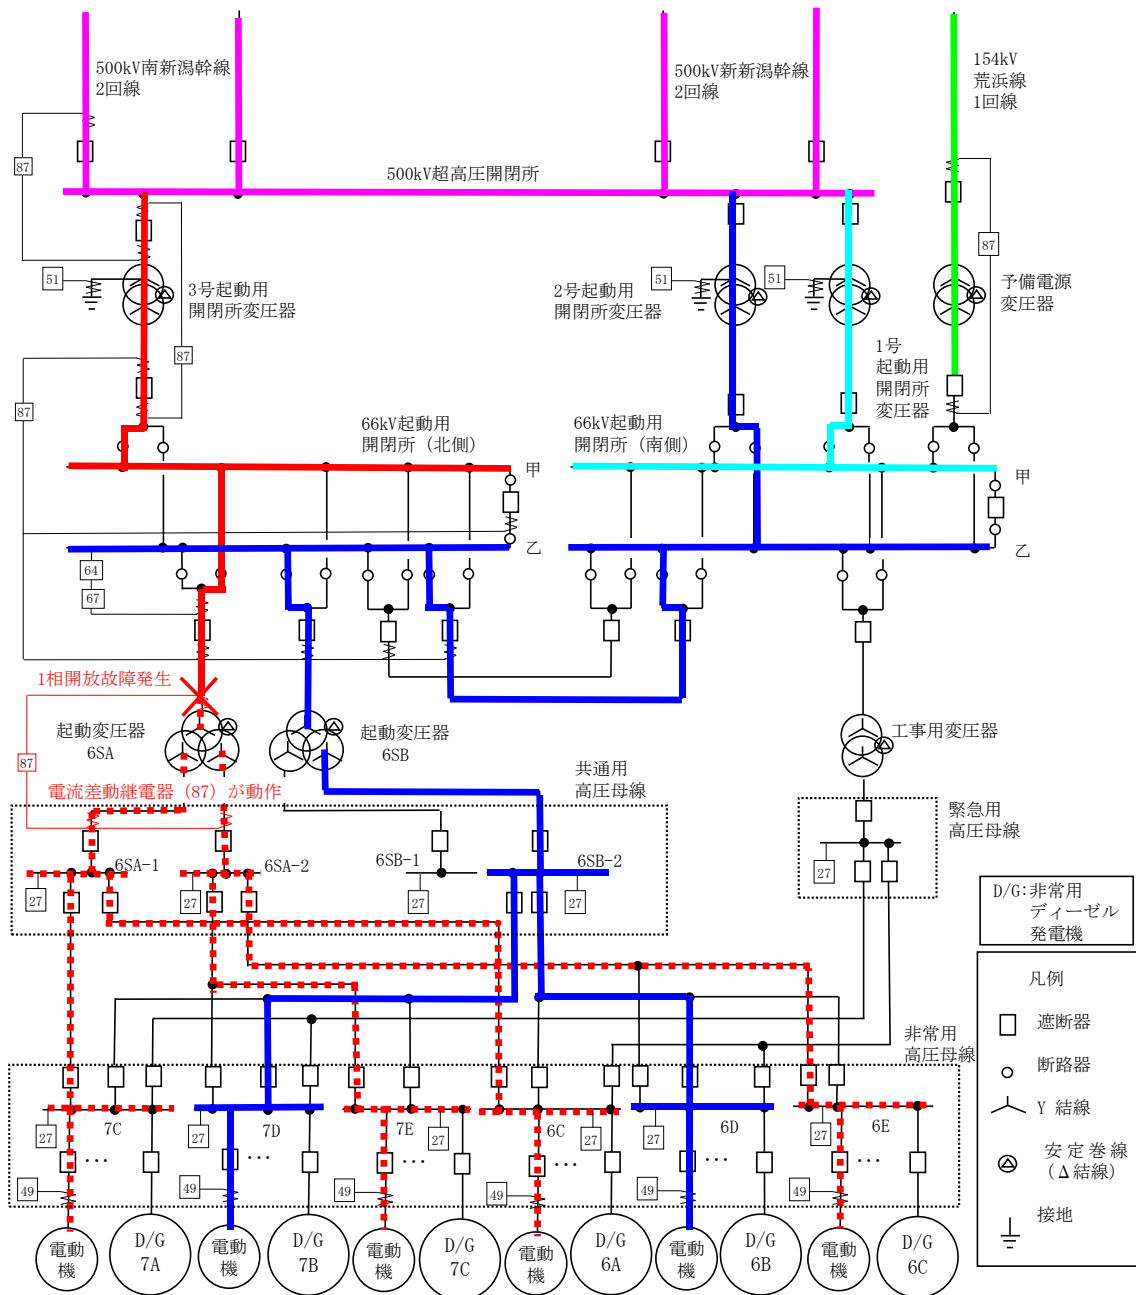 500kV南新潟幹線
2回線
500kV新新潟幹線
2回線
154kV
荒浜線
1回線
87
500kV超高圧開閉所
87
51
3号起動用
開閉所変圧器
51
2号起動用
開閉所変圧器
51
予備電源
変圧器
87
1号
起動用
開閉所
変圧器
87
66kV起動用
開閉所（北側）
66kV起動用
開閉所（南側）
甲
甲
乙
乙
64
67
1相開放故障発生
起動変圧器
6SA
起動変圧器
6SB
工事用変圧器
87
電流差動継電器（87）が動作
共通用
高圧母線
緊急用
高圧母線
6SA-1
6SA-2
6SB-1
6SB-2
27
27
27
27
27
D/G:非常用
ディーゼル
発電機
凡例
遮断器
断路器
Y 結線
安定巻線
(Δ結線)
接地
非常用
高圧母線
7C
7D
7E
6C
6D
6E
27
27
27
27
27
27
…
…
…
…
…
…
49
49
49
49
49
49
電動
機
D/G
7A
電動
機
D/G
7B
電動
機
D/G
7C
電動
機
D/G
6A
電動
機
D/G
6B
電動
機
D/G
6C